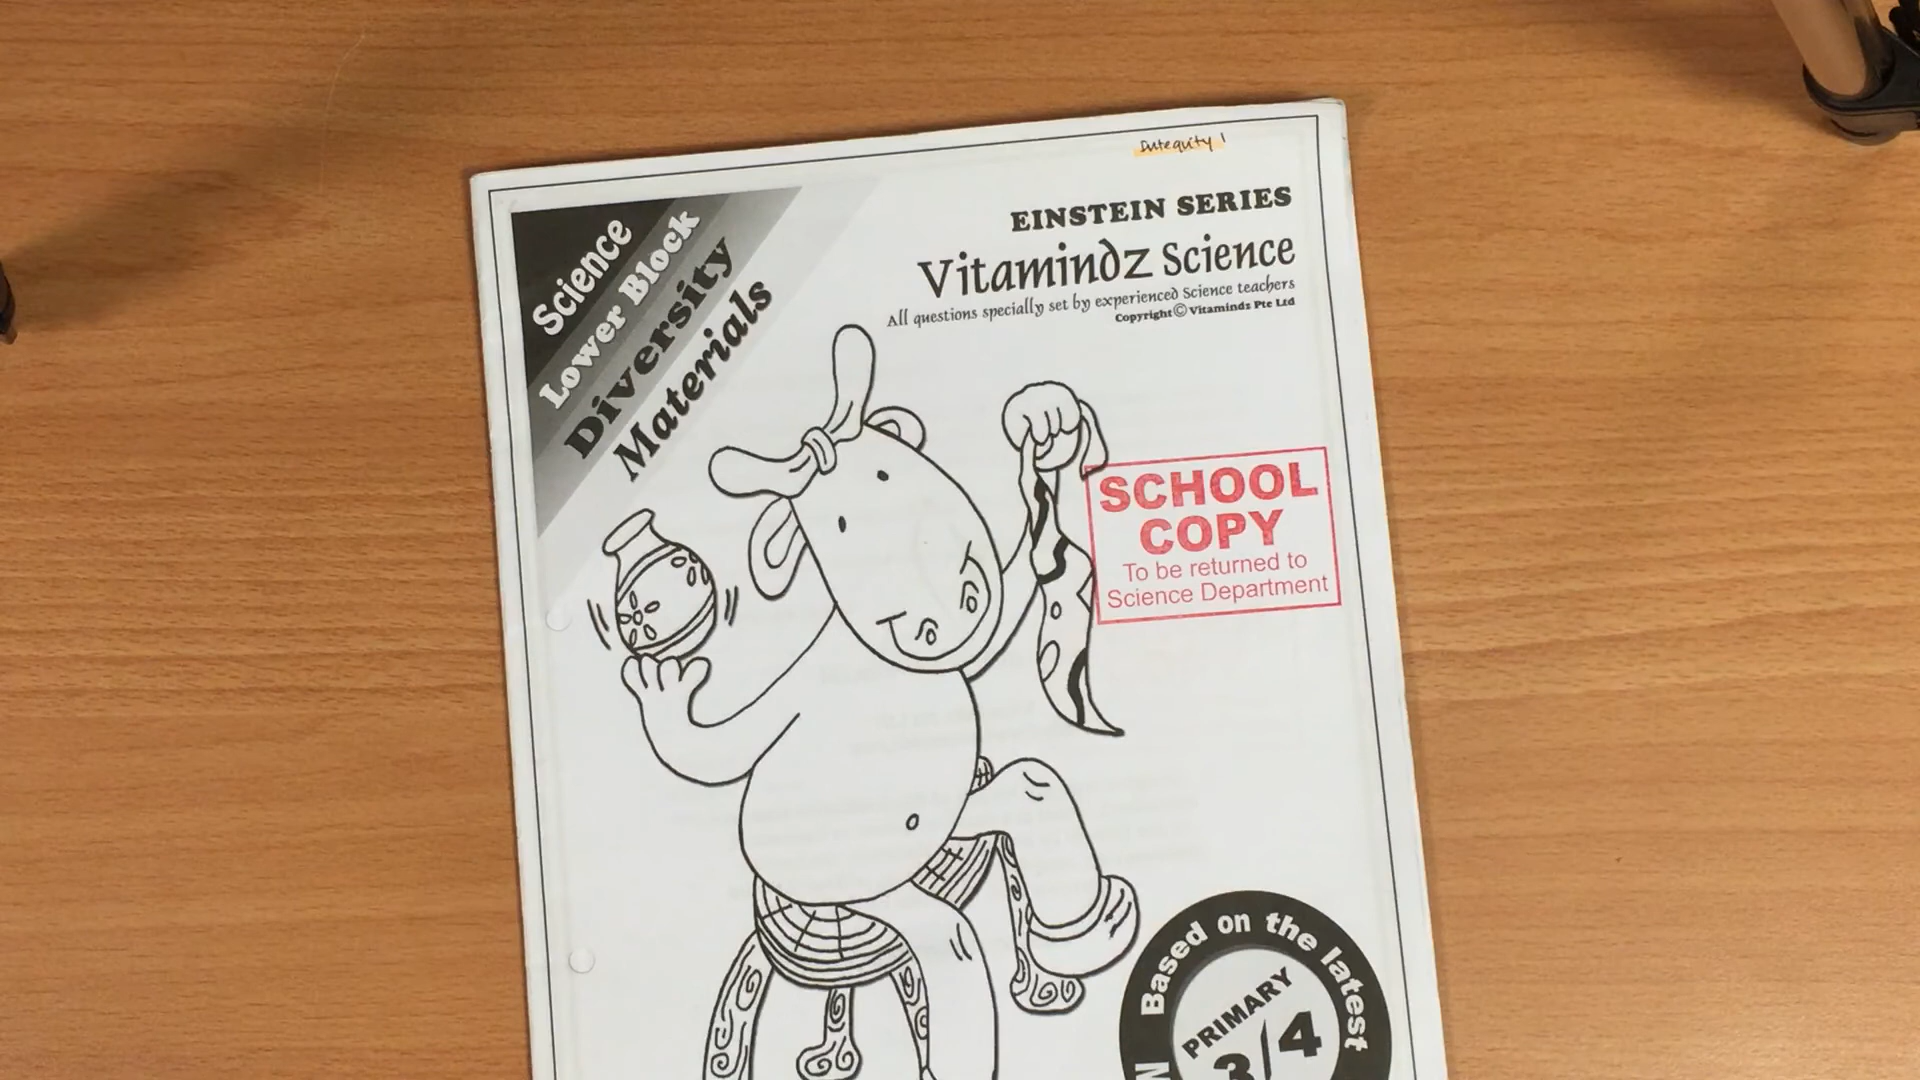 Intequity 1
EINSTEIN SERIES
Vitamindz Science
All questions specially set by experienced Science teachers
Copyright © Vitamindz Pte Ltd
Science
Lower Block
Diversity
Materials
SCHOOL
COPY
To be returned to
Science Department
Based on the latest
PRIMARY
3/4